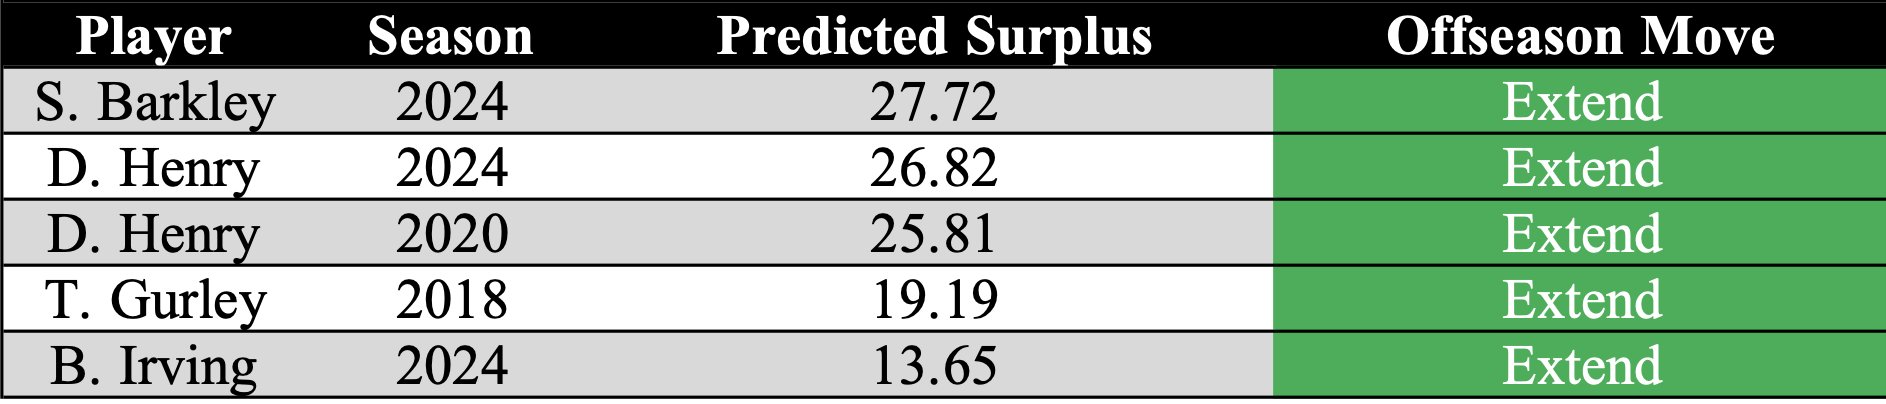 Player Season Predicted Surplus Offseason Move
S. Barkley 2024 27.72 Extend
D. Henry 2024 26.82 Extend
D. Henry 2020 25.81 Extend
T. Gurley 2018 19.19 Extend
B. Irving 2024 13.65 Extend